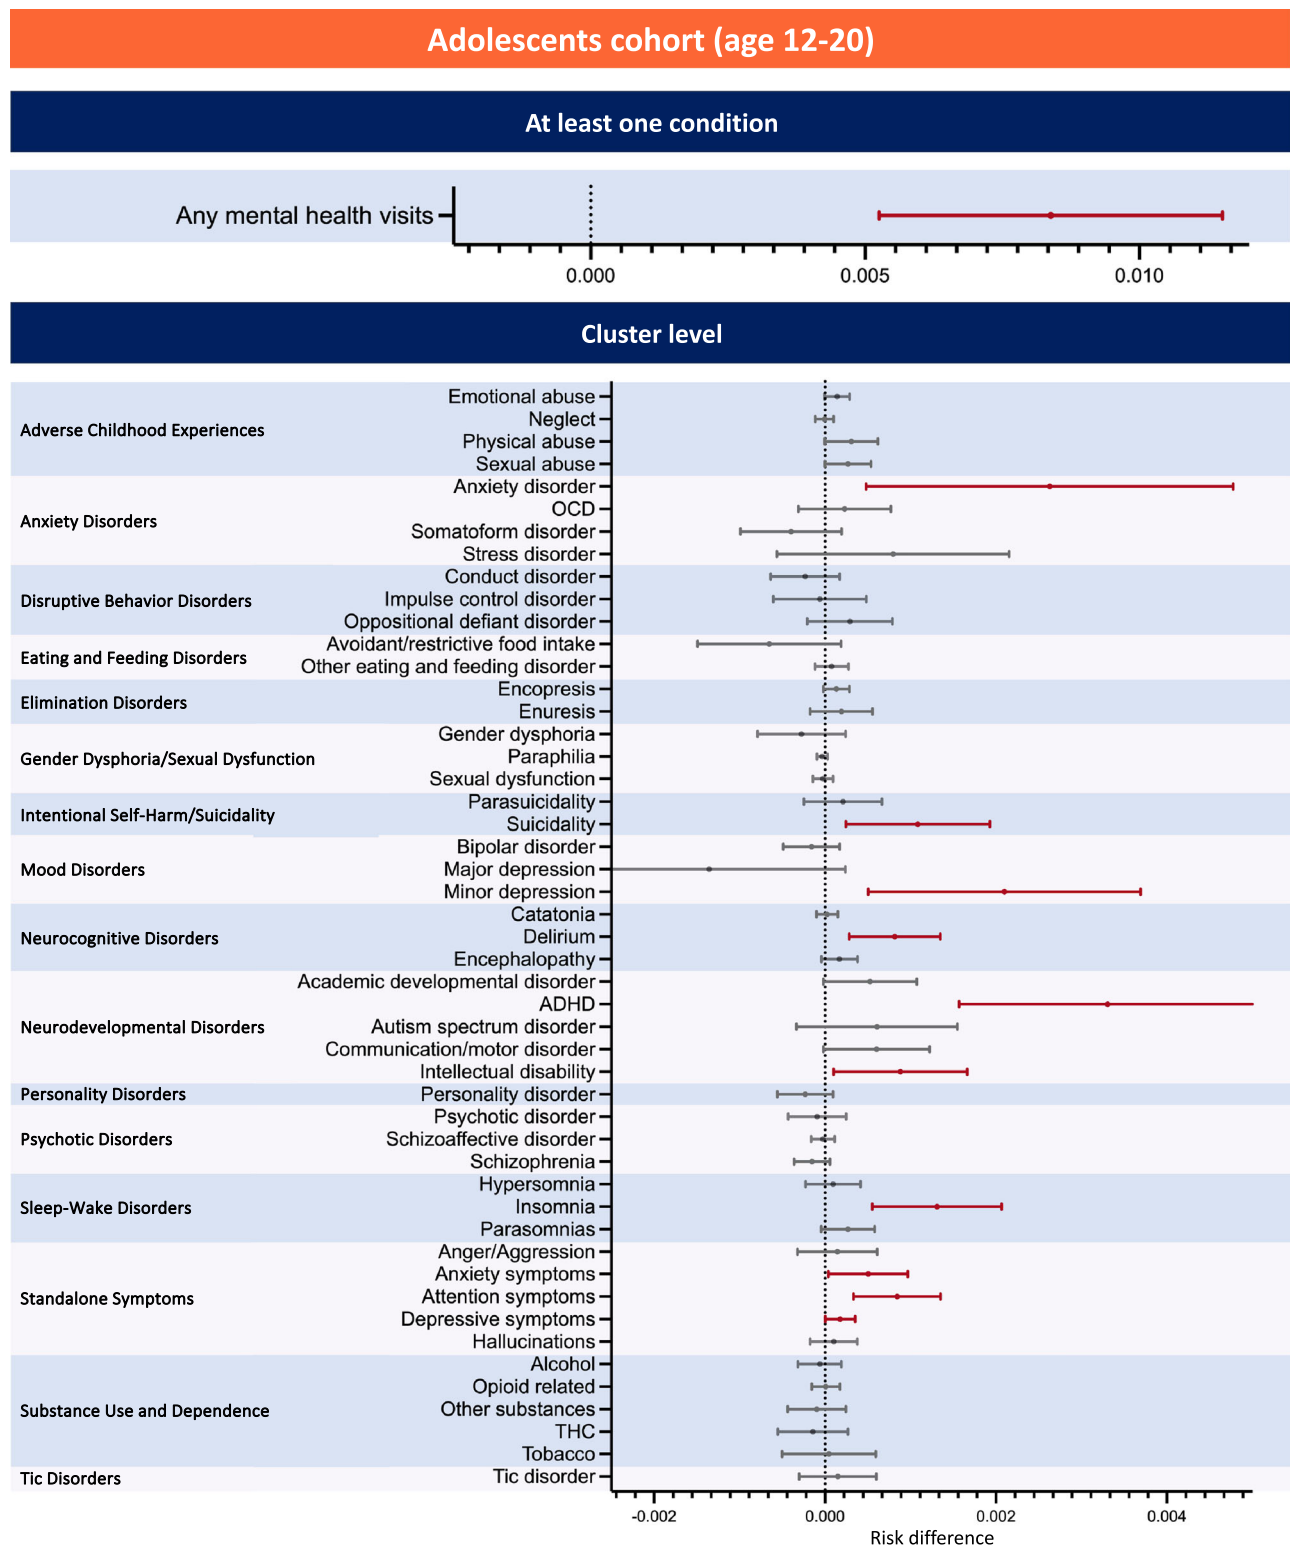 Adolescents cohort (age 12-20)
At least one condition
Any mental health visits
0.000 0.005 0.010
Cluster level
Adverse Childhood Experiences
Emotional abuse
Neglect
Physical abuse
Sexual abuse
Anxiety Disorders
Anxiety disorder
OCD
Somatoform disorder
Stress disorder
Disruptive Behavior Disorders
Conduct disorder
Impulse control disorder
Oppositional defiant disorder
Eating and Feeding Disorders
Avoidant/restrictive food intake
Other eating and feeding disorder
Elimination Disorders
Encopresis
Enuresis
Gender Dysphoria/Sexual Dysfunction
Gender dysphoria
Paraphilia
Sexual dysfunction
Intentional Self-Harm/Suicidality
Parasuicidality
Suicidality
Mood Disorders
Bipolar disorder
Major depression
Minor depression
Neurocognitive Disorders
Catatonia
Delirium
Encephalopathy
Neurodevelopmental Disorders
Academic developmental disorder
ADHD
Autism spectrum disorder
Communication/motor disorder
Intellectual disability
Personality Disorders
Personality disorder
Psychotic Disorders
Psychotic disorder
Schizoaffective disorder
Schizophrenia
Sleep-Wake Disorders
Hypersomnia
Insomnia
Parasomnias
Standalone Symptoms
Anger/Aggression
Anxiety symptoms
Attention symptoms
Depressive symptoms
Hallucinations
Substance Use and Dependence
Alcohol
Opioid related
Other substances
THC
Tobacco
Tic Disorders
Tic disorder
-0.002 0.000 0.002 0.004
Risk difference